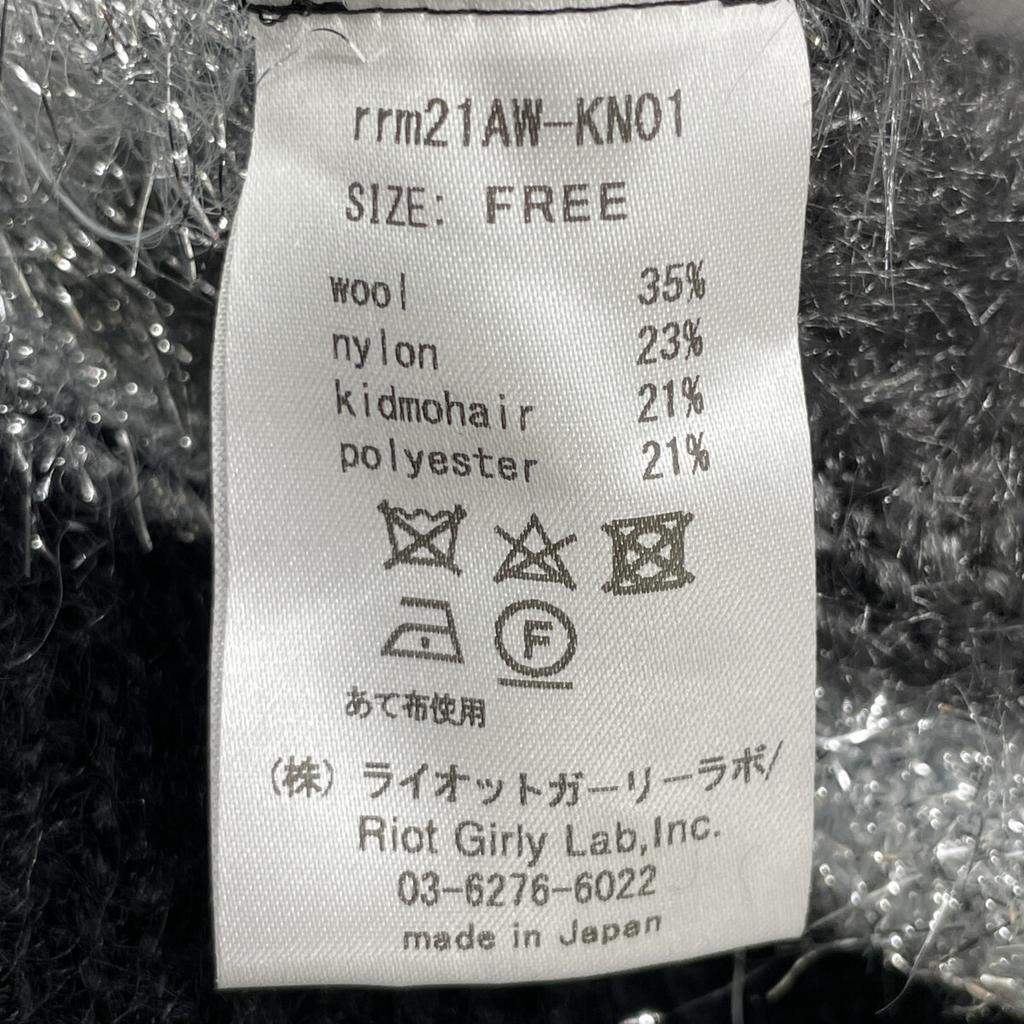 rrm21AW-KN01
SIZE: FREE
wool 35%
nylon 23%
kidmohair 21%
polyester 21%
F
あて布使用
(株) ライオットガーリーラボ/
Riot Girly Lab,Inc.
03-6276-6022
made in Japan